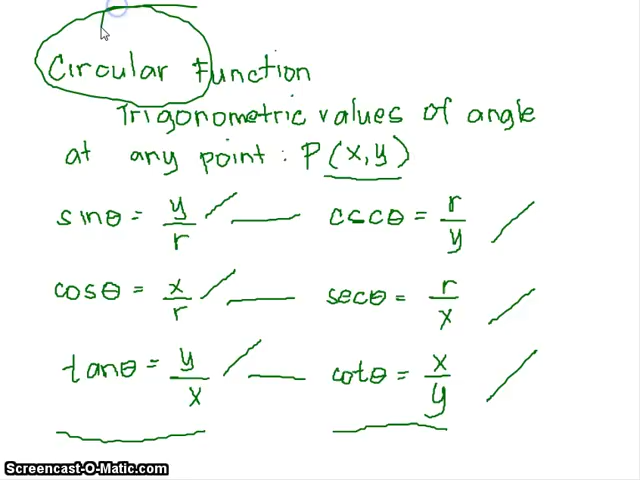 Circular Function
Trigonometric values of angle
at any point : P(x,y)
sinθ = y/r cscθ = r/y
cosθ = x/r secθ = r/x
tanθ = y/x cotθ = x/y
Screencast-O-Matic.com